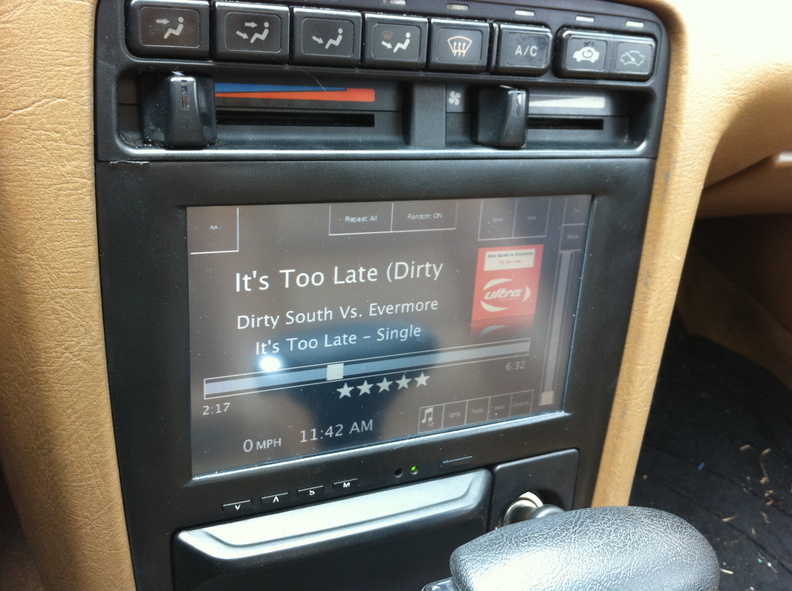 A/C
Repeat: All Random: ON
It's Too Late (Dirty
Dirty South Vs. Evermore
It's Too Late - Single
ultra
2:17 6:32
0 MPH 11:42 AM
V A S M